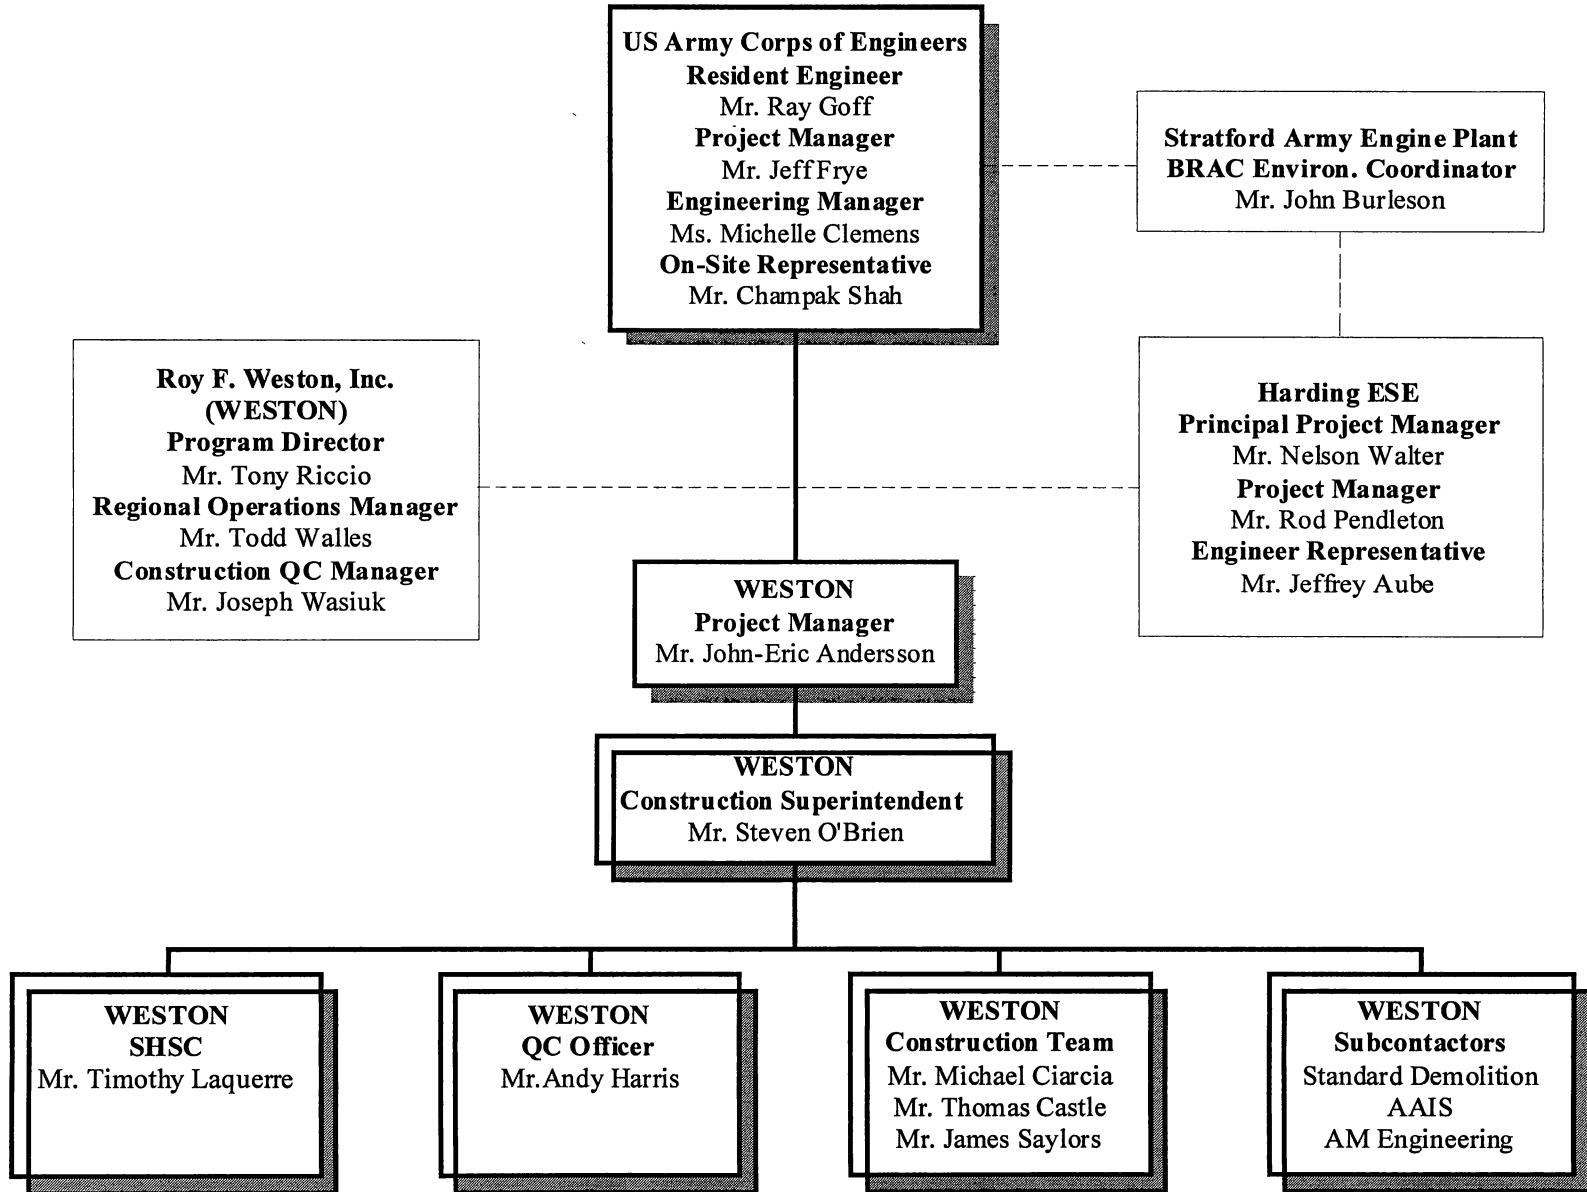 US Army Corps of Engineers
Resident Engineer
Mr. Ray Goff
Project Manager
Mr. Jeff Frye
Engineering Manager
Ms. Michelle Clemens
On-Site Representative
Mr. Champak Shah
Stratford Army Engine Plant
BRAC Environ. Coordinator
Mr. John Burleson
Roy F. Weston, Inc.
(WESTON)
Program Director
Mr. Tony Riccio
Regional Operations Manager
Mr. Todd Walles
Construction QC Manager
Mr. Joseph Wasiuk
Harding ESE
Principal Project Manager
Mr. Nelson Walter
Project Manager
Mr. Rod Pendleton
Engineer Representative
Mr. Jeffrey Aube
WESTON
Project Manager
Mr. John-Eric Andersson
WESTON
Construction Superintendent
Mr. Steven O'Brien
WESTON
SHSC
Mr. Timothy Laquerre
WESTON
QC Officer
Mr.Andy Harris
WESTON
Construction Team
Mr. Michael Ciarcia
Mr. Thomas Castle
Mr. James Saylors
WESTON
Subcontactors
Standard Demolition
AAIS
AM Engineering